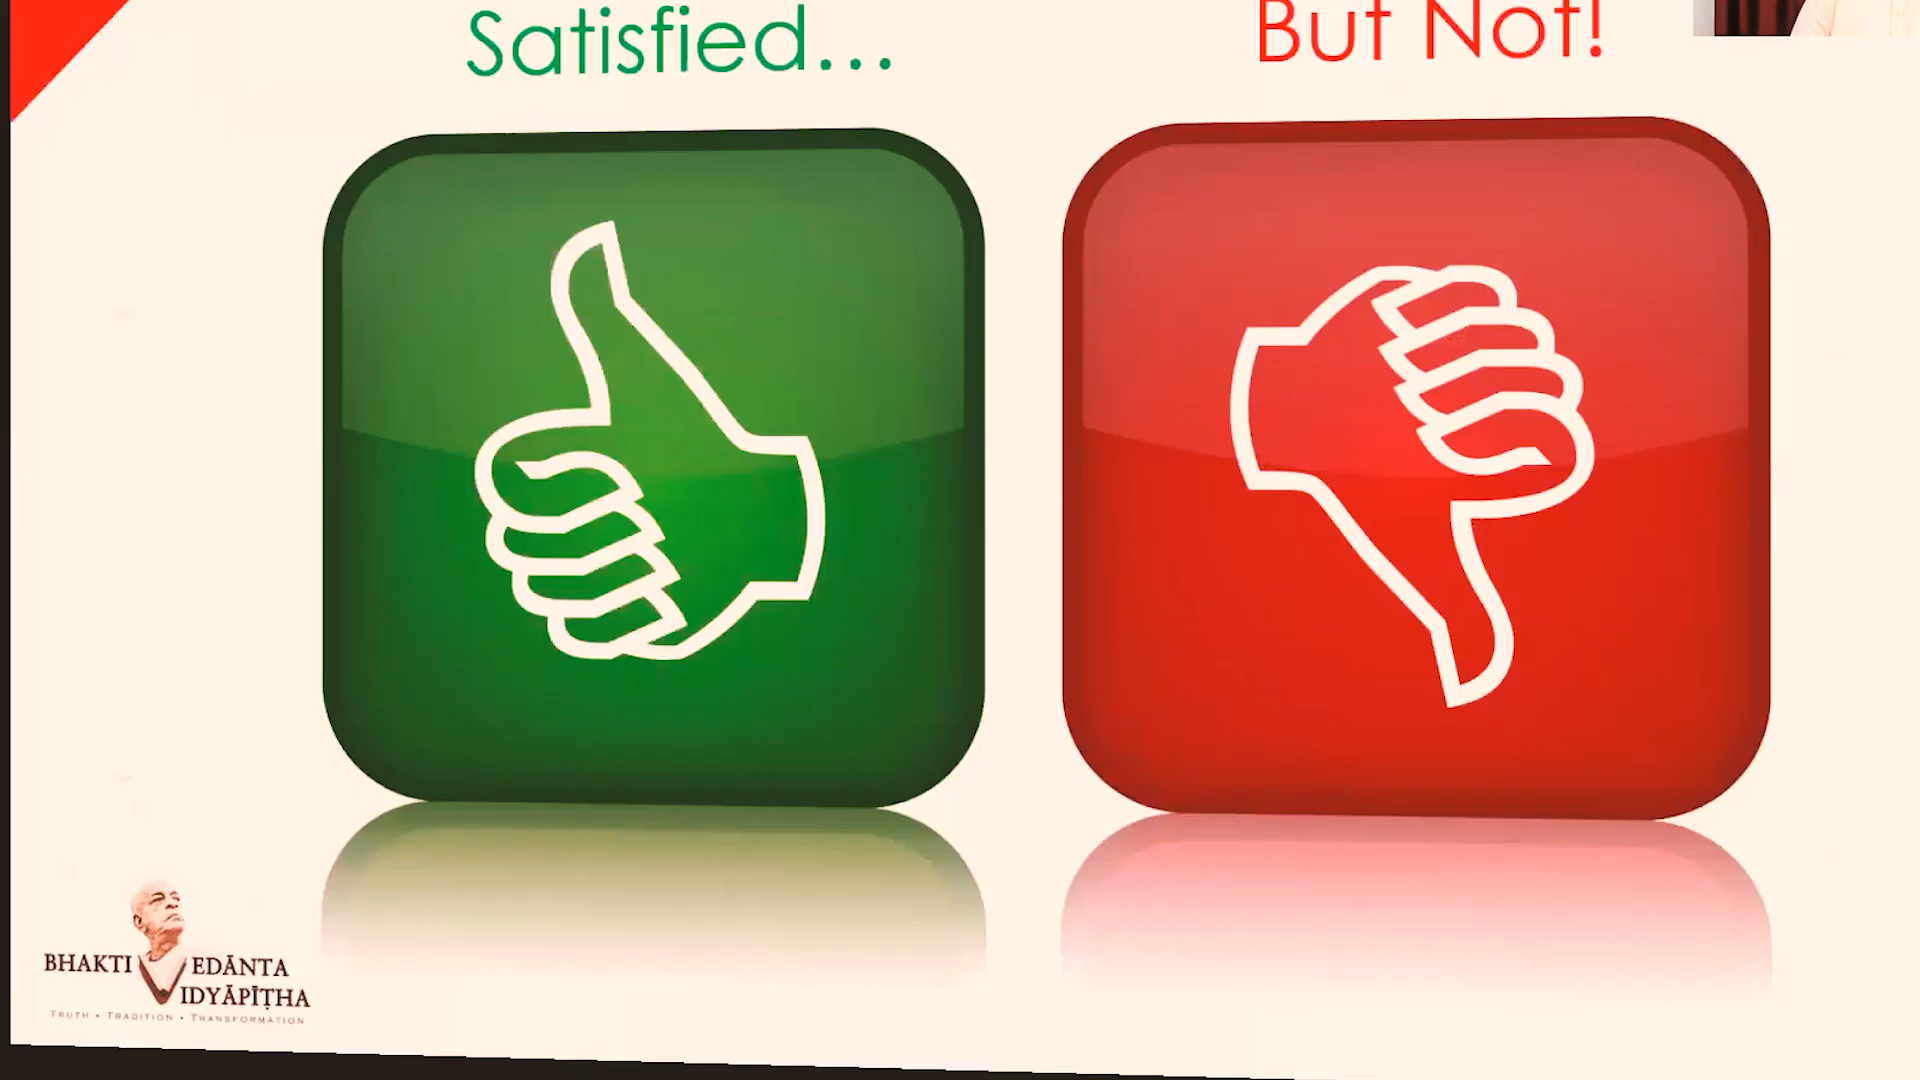 Satisfied...
But Not!
BHAKTI VEDĀNTA
VIDYĀPĪṬHA
TRUTH • TRADITION • TRANSFORMATION